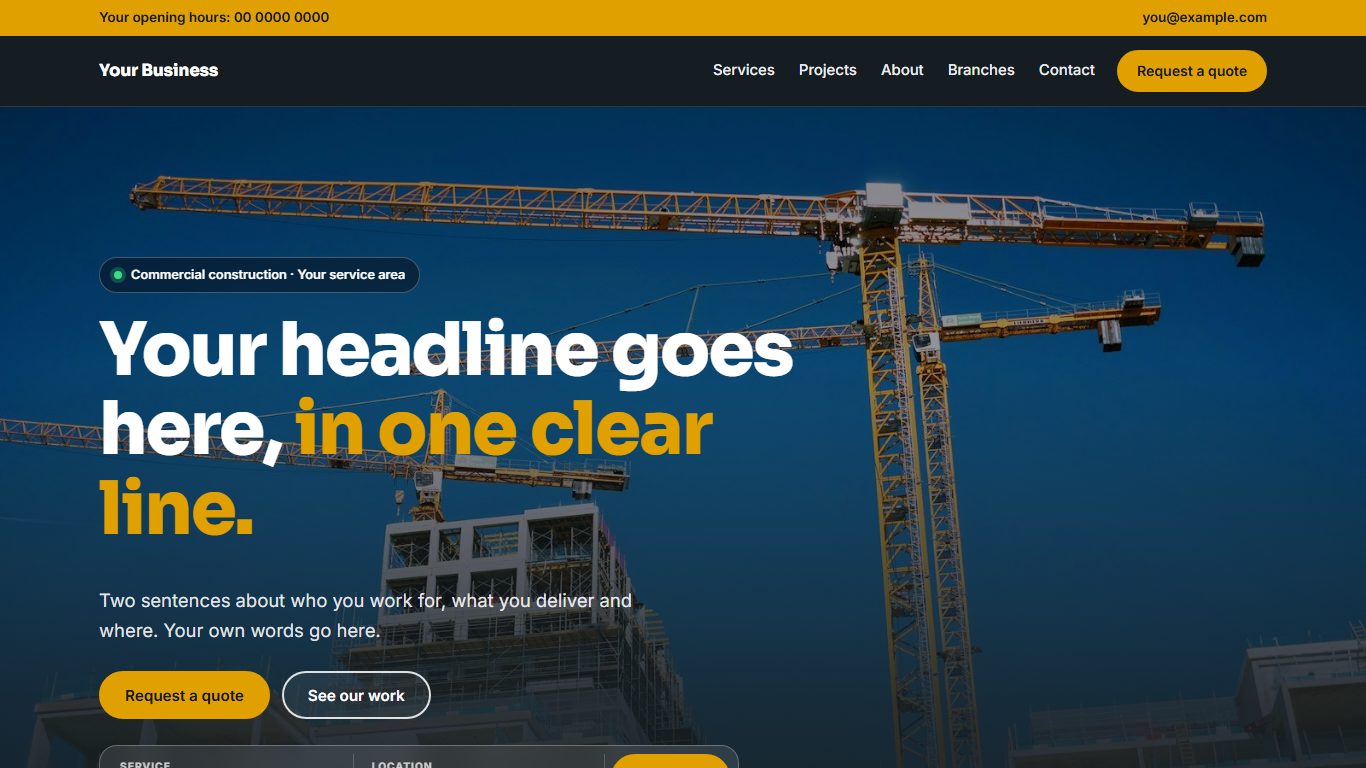 Your opening hours: 00 0000 0000
you@example.com
Your Business
Services
Projects
About
Branches
Contact
Request a quote
Commercial construction · Your service area
Your headline goes
here, in one clear
line.
Two sentences about who you work for, what you deliver and
where. Your own words go here.
Request a quote
See our work
SERVICE
LOCATION